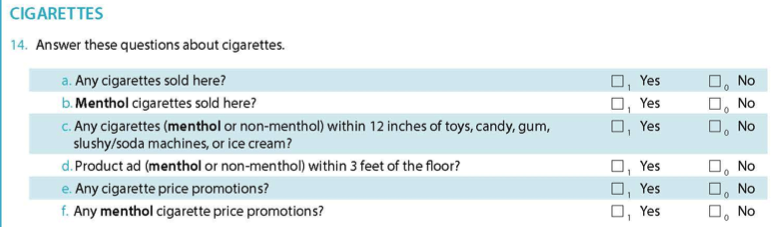 CIGARETTES
14. Answer these questions about cigarettes.
a. Any cigarettes sold here? ☐ 1 Yes ☐ 0 No
b. Menthol cigarettes sold here? ☐ 1 Yes ☐ 0 No
c. Any cigarettes (menthol or non-menthol) within 12 inches of toys, candy, gum, ☐ 1 Yes ☐ 0 No
slushy/soda machines, or ice cream?
d. Product ad (menthol or non-menthol) within 3 feet of the floor? ☐ 1 Yes ☐ 0 No
e. Any cigarette price promotions? ☐ 1 Yes ☐ 0 No
f. Any menthol cigarette price promotions? ☐ 1 Yes ☐ 0 No